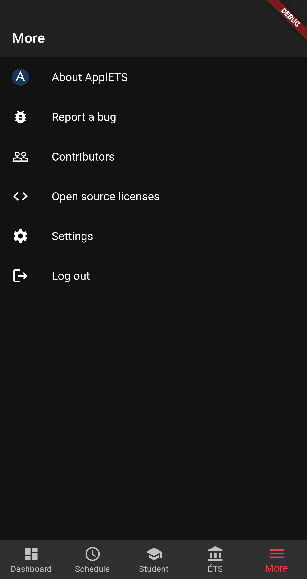 DEBUG
More
About ApplETS
Report a bug
Contributors
Open source licenses
Settings
Log out
Dashboard
Schedule
Student
ÉTS
More